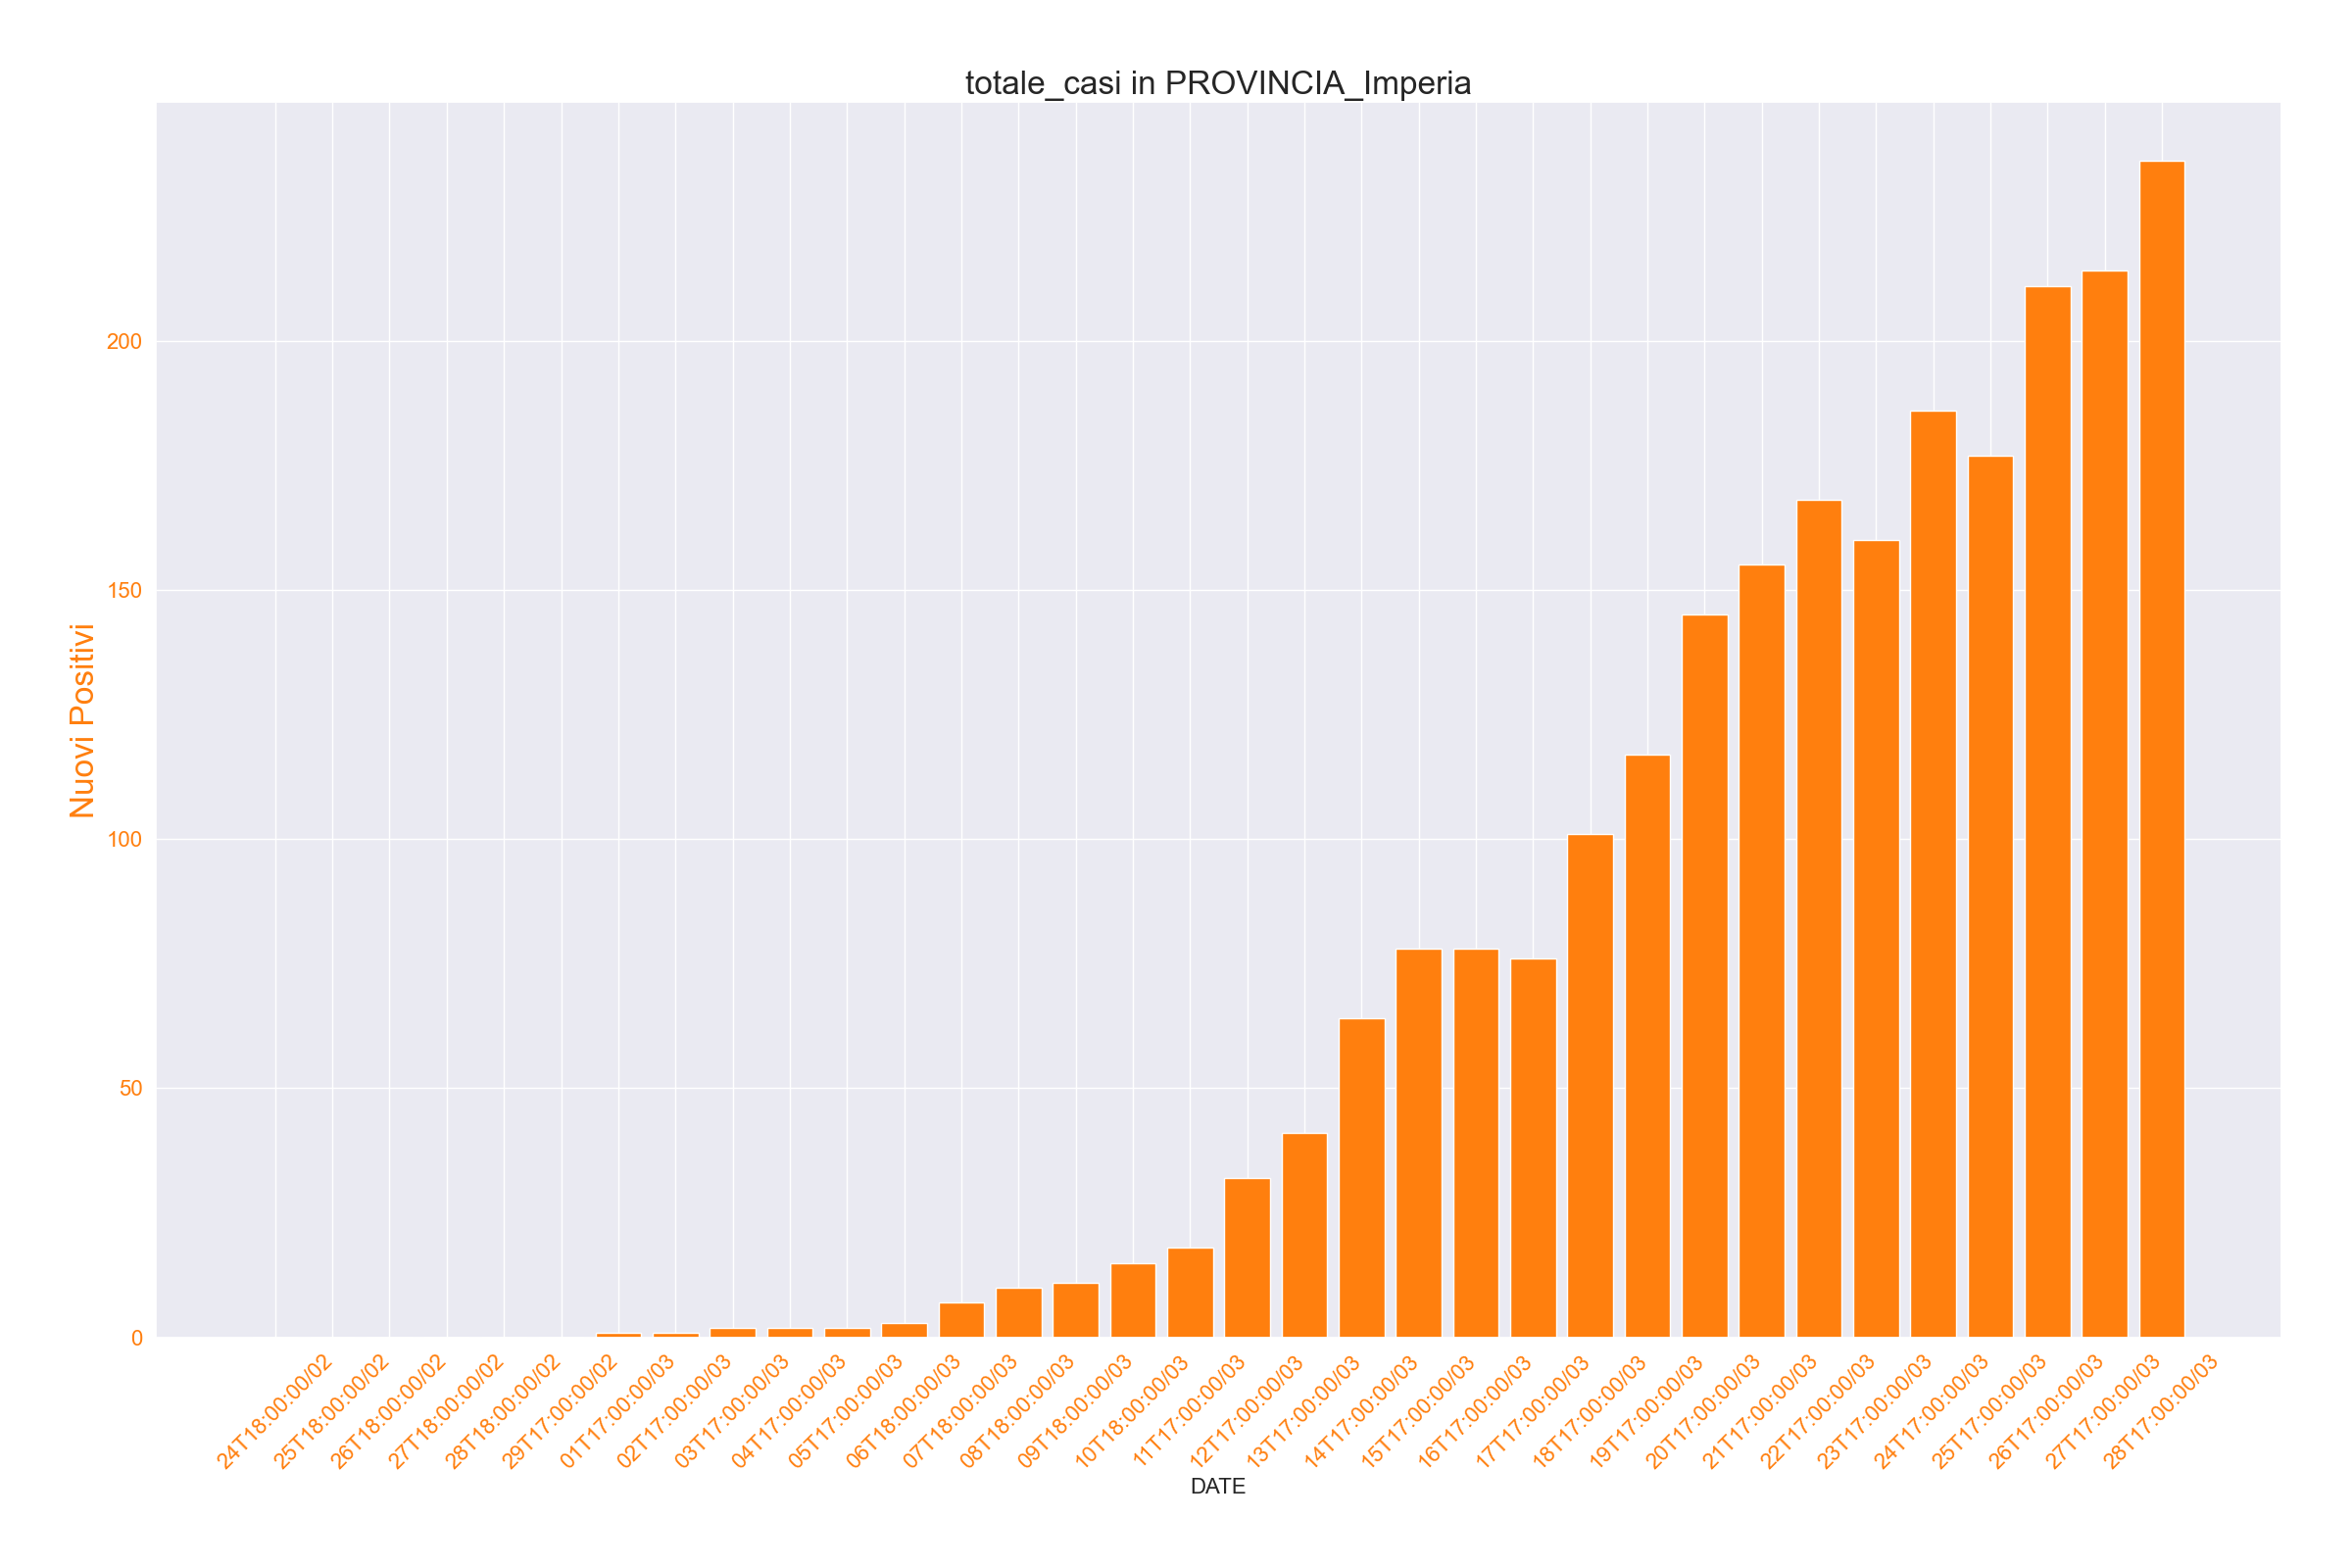 totale_casi in PROVINCIA_Imperia
Nuovi Positivi
200
150
100
50
0
24T18:00:00/02
25T18:00:00/02
26T18:00:00/02
27T18:00:00/02
28T18:00:00/02
29T17:00:00/02
01T17:00:00/03
02T17:00:00/03
03T17:00:00/03
04T17:00:00/03
05T17:00:00/03
06T18:00:00/03
07T18:00:00/03
08T18:00:00/03
09T18:00:00/03
10T18:00:00/03
11T17:00:00/03
12T17:00:00/03
13T17:00:00/03
14T17:00:00/03
15T17:00:00/03
16T17:00:00/03
17T17:00:00/03
18T17:00:00/03
19T17:00:00/03
20T17:00:00/03
21T17:00:00/03
22T17:00:00/03
23T17:00:00/03
24T17:00:00/03
25T17:00:00/03
26T17:00:00/03
27T17:00:00/03
28T17:00:00/03
DATE